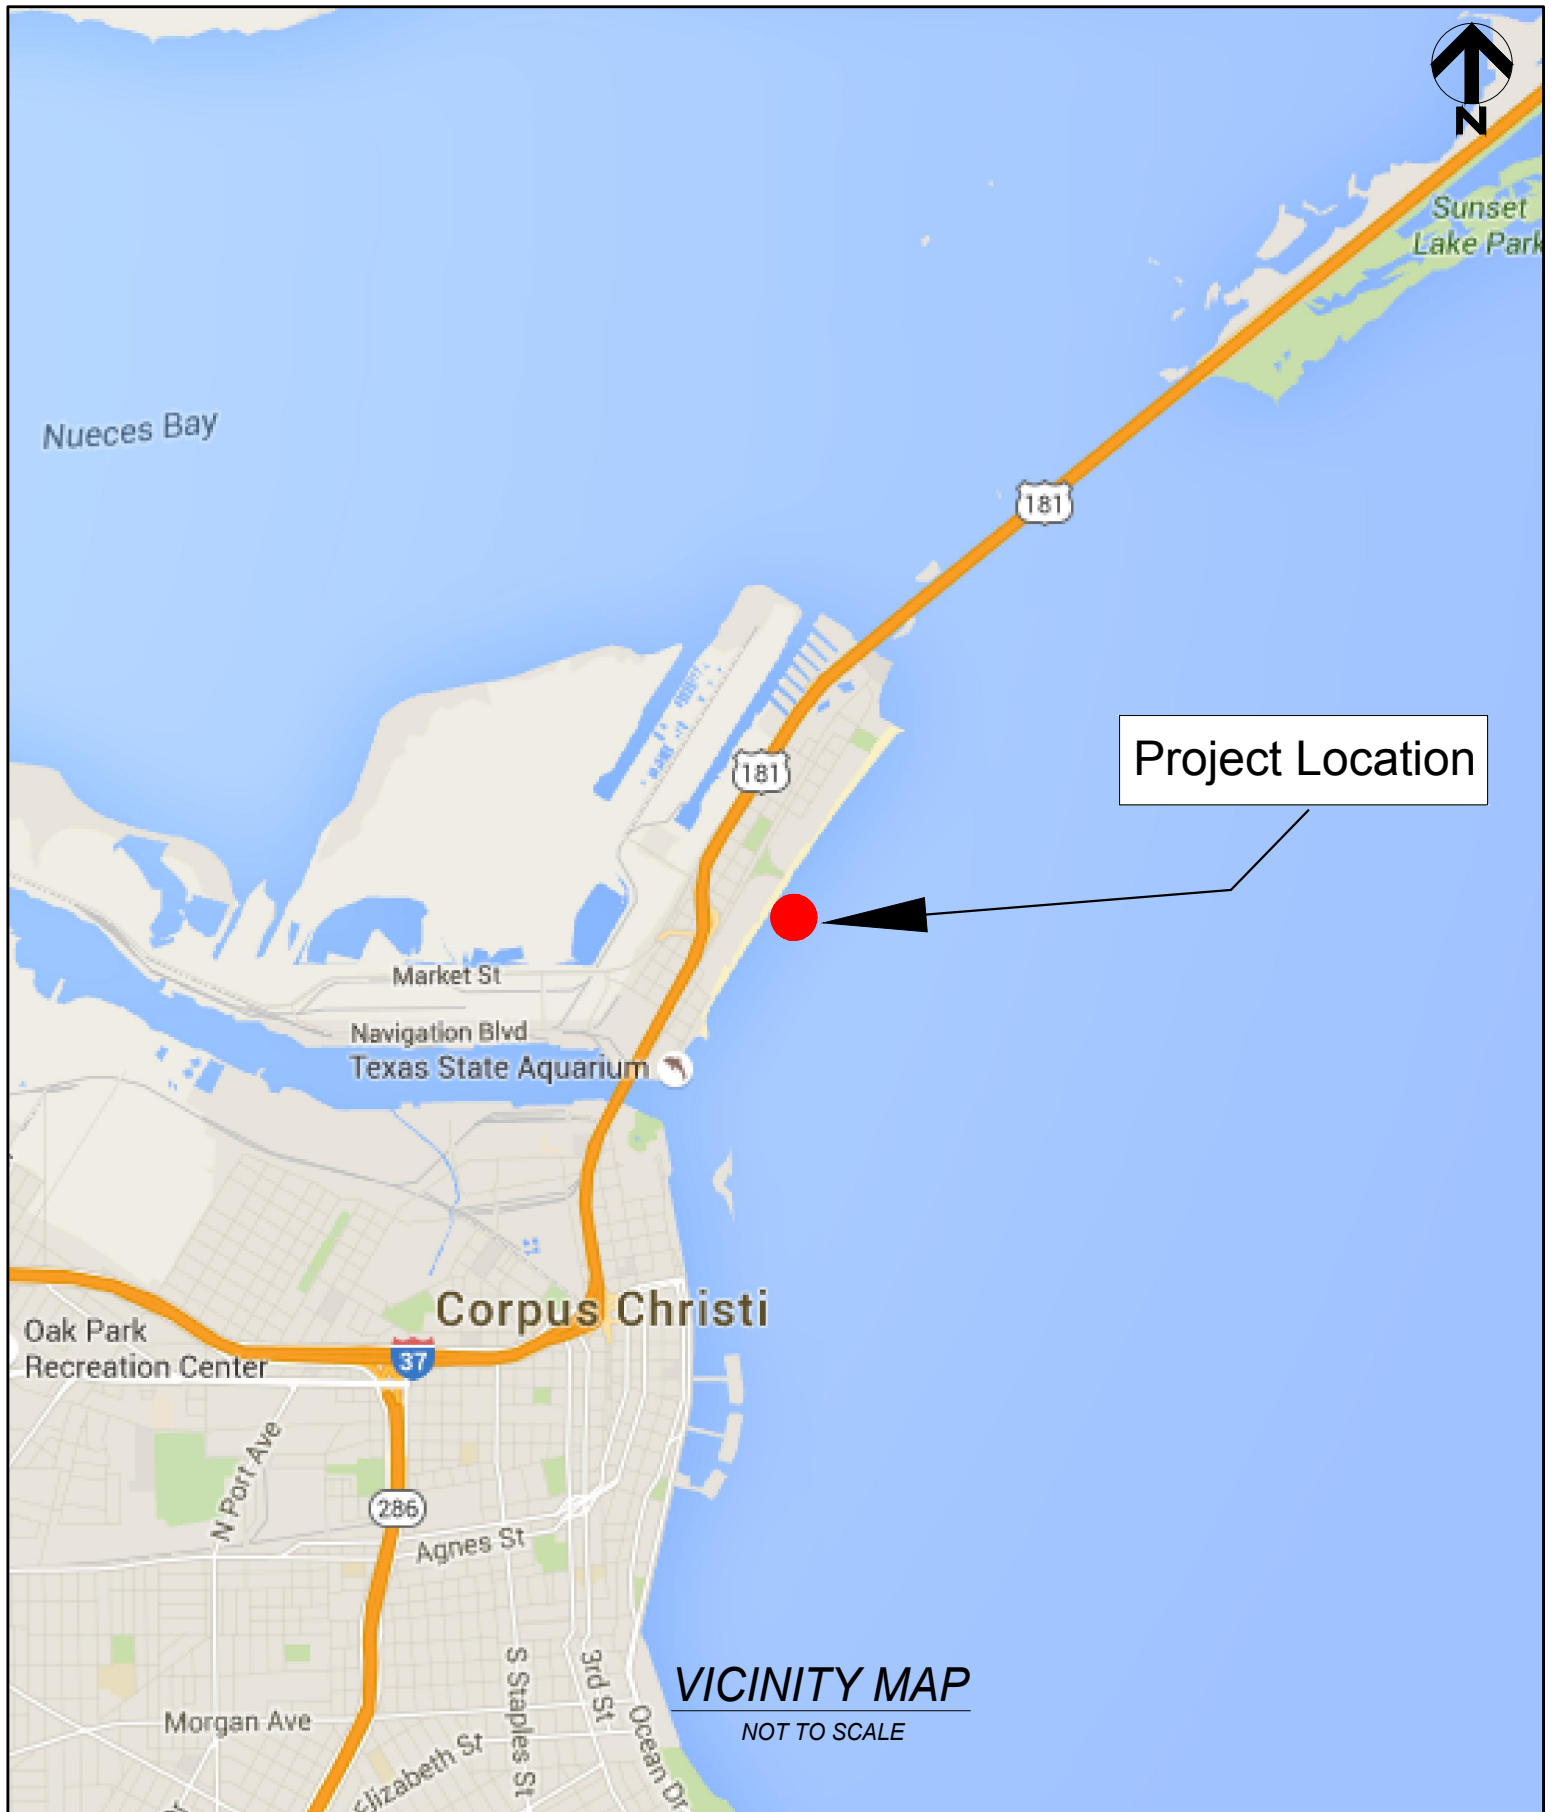 N
Sunset
Lake Park
Nueces Bay
181
Project Location
181
Market St
Navigation Blvd
Texas State Aquarium
Corpus Christi
Oak Park
Recreation Center
37
N Port Ave
286
Agnes St
S Staples St
3rd St
VICINITY MAP
NOT TO SCALE
Morgan Ave
Elizabeth St
Ocean Dr